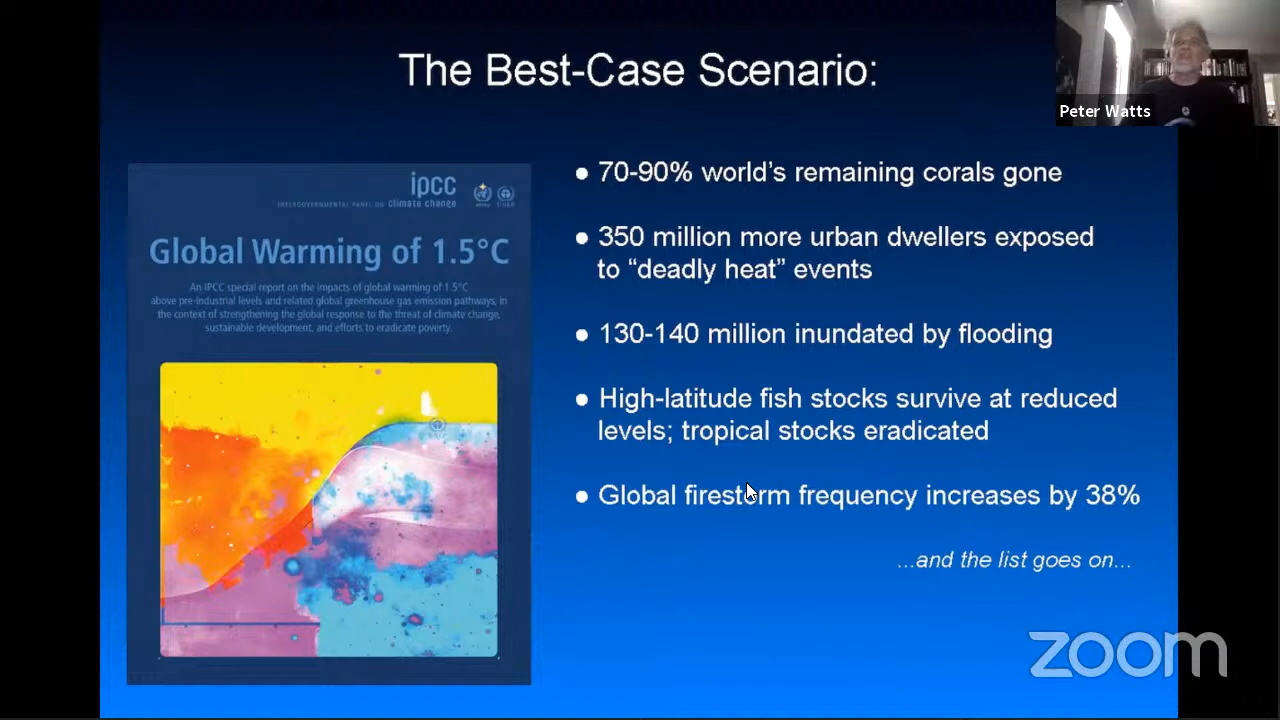 The Best-Case Scenario:
Peter Watts
ipcc
INTERGOVERNMENTAL PANEL ON climate change
Global Warming of 1.5°C
An IPCC special report on the impacts of global warming of 1.5°C
above pre-industrial levels and related global greenhouse gas emission pathways, in
the context of strengthening the global response to the threat of climate change,
sustainable development, and efforts to eradicate poverty.
● 70-90% world’s remaining corals gone
● 350 million more urban dwellers exposed
to “deadly heat” events
● 130-140 million inundated by flooding
● High-latitude fish stocks survive at reduced
levels; tropical stocks eradicated
● Global firestorm frequency increases by 38%
...and the list goes on...
zoom